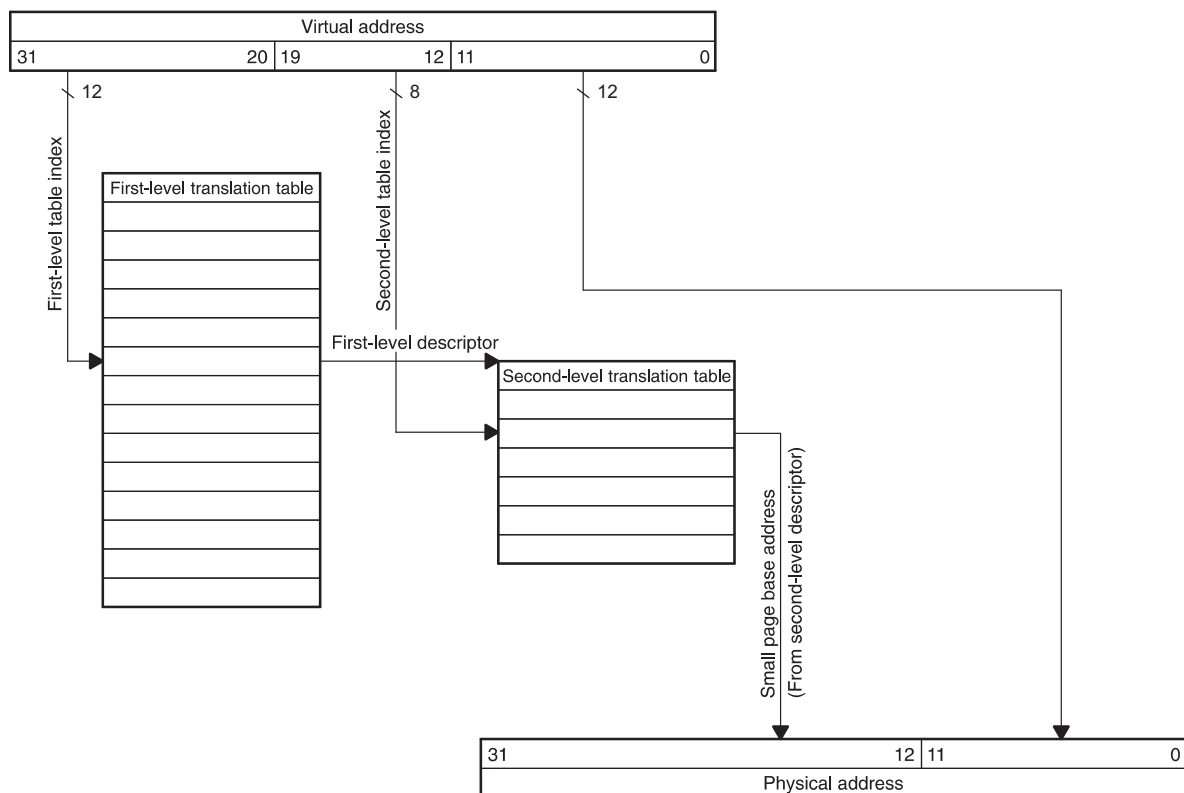 Virtual address
31 20 19 12 11 0
12 8 12
First-level table index
Second-level table index
First-level translation table
First-level descriptor
Second-level translation table
Small page base address
(From second-level descriptor)
31 12 11 0
Physical address